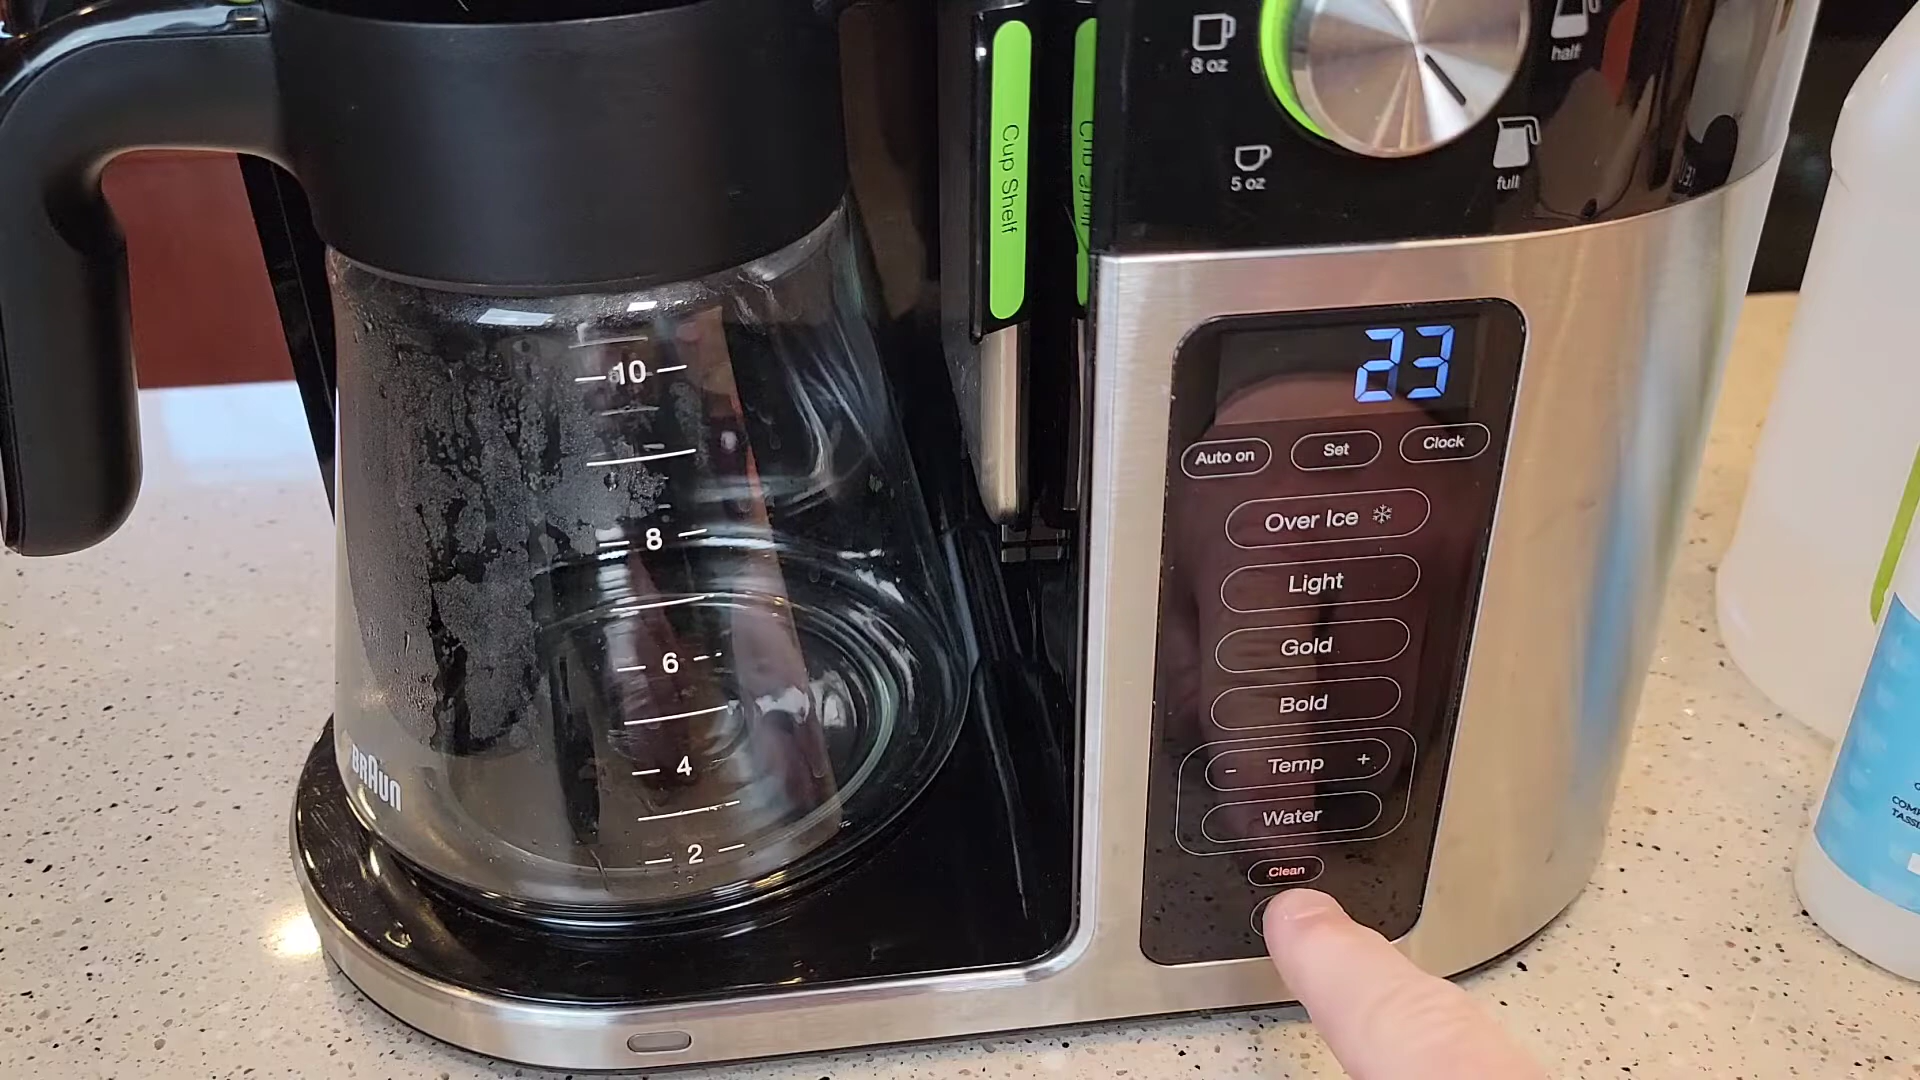 8 oz
half
5 oz
full
Cup Shelf
23
Auto on
Set
Clock
Over Ice
Light
Gold
Bold
- Temp +
Water
Clean
10
8
6
4
2
BRAUN